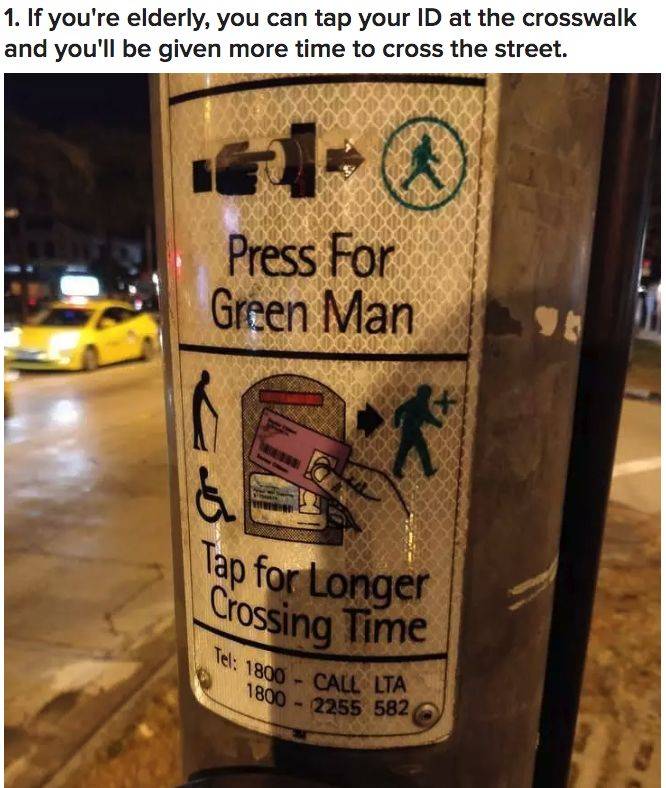 1. If you're elderly, you can tap your ID at the crosswalk
and you'll be given more time to cross the street.
Press For
Green Man
Tap for Longer
Crossing Time
Tel: 1800 - CALL LTA
1800 - 2255 582